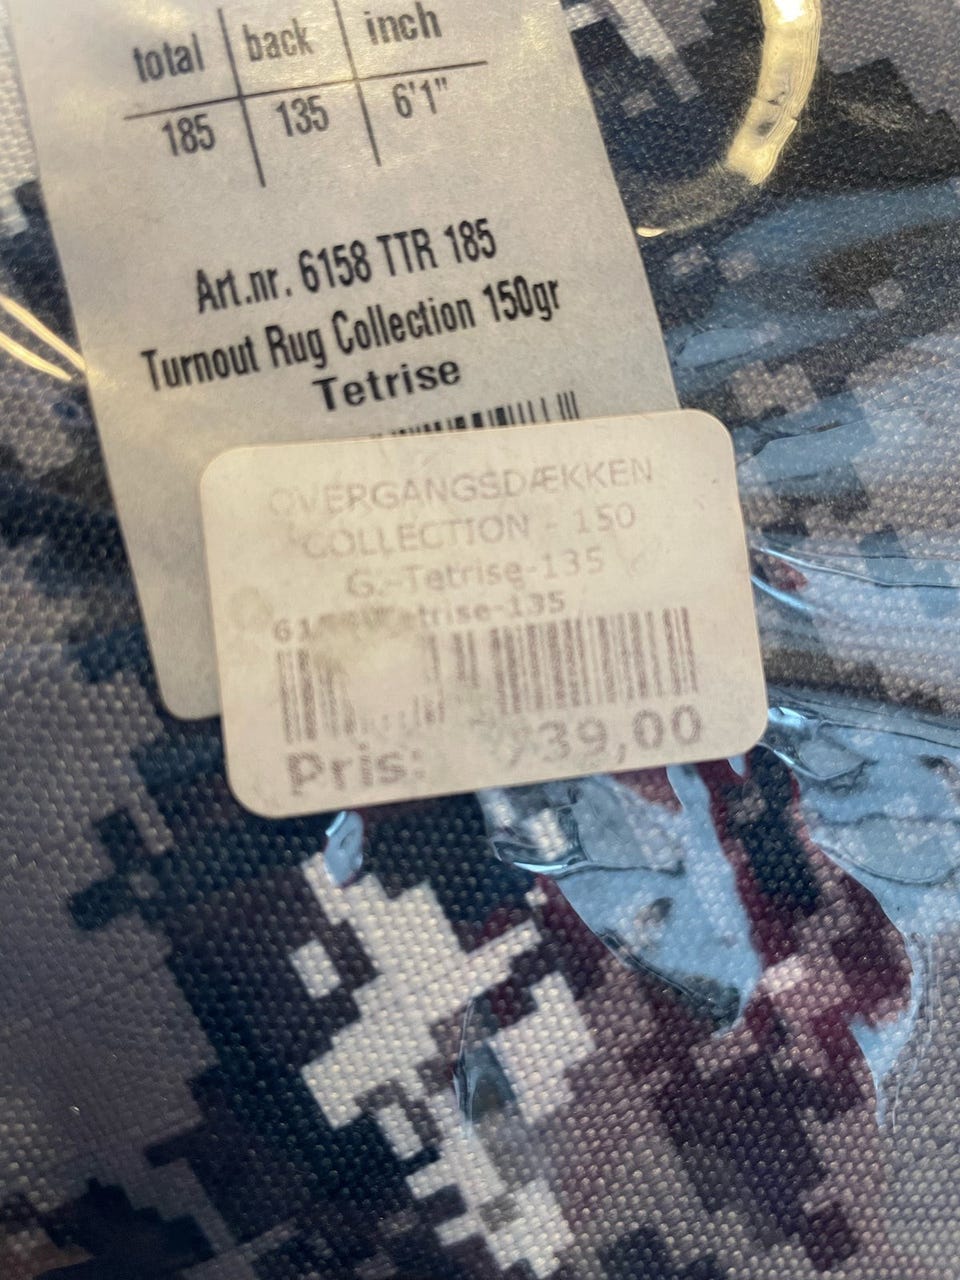 total back inch
185 135 6'1"
Art.nr. 6158 TTR 185
Turnout Rug Collection 150gr
Tetrise
OVERGANGSDÆKKEN
COLLECTION - 150
G.-Tetrise-135
Pris: